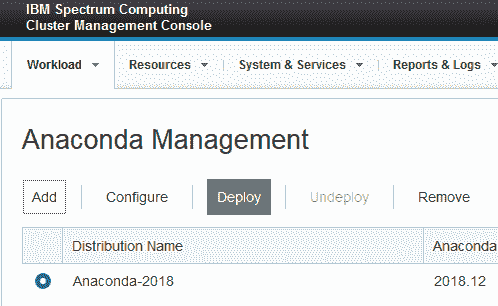 IBM Spectrum Computing
Cluster Management Console
Workload Resources System & Services Reports & Logs
Anaconda Management
Add Configure Deploy Undeploy Remove
Distribution Name Anaconda
Anaconda-2018 2018.12